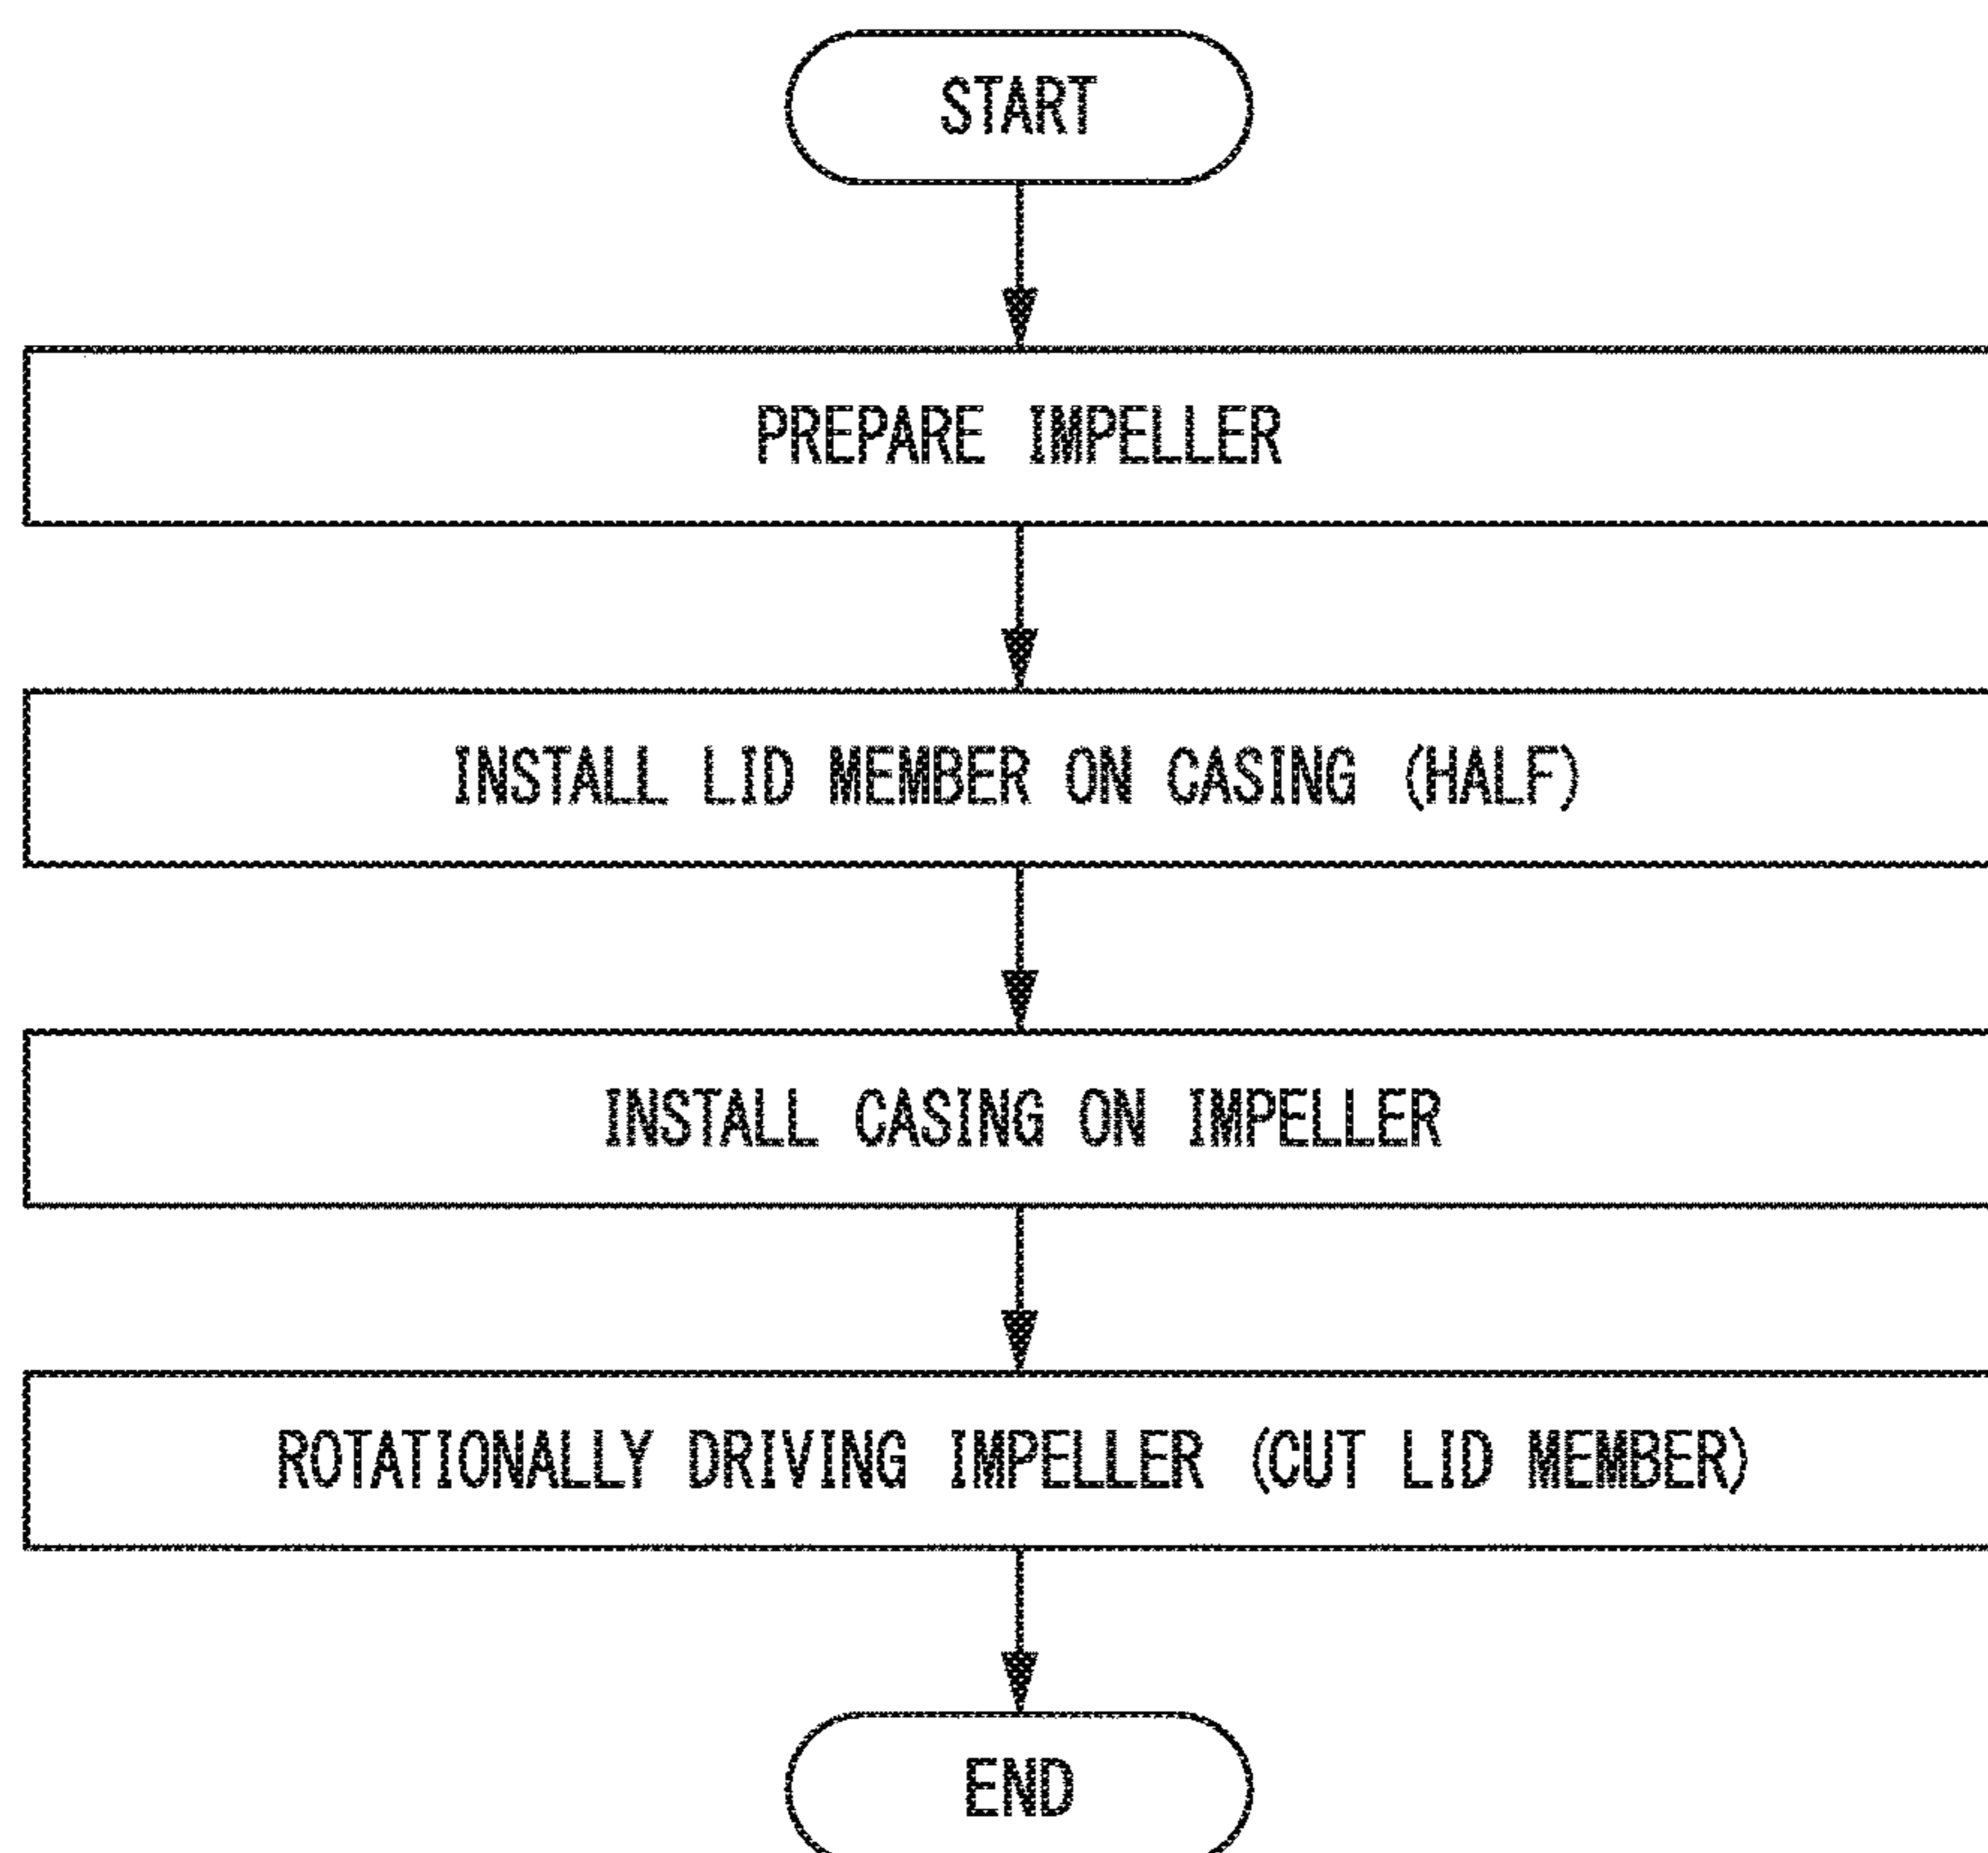 START
PREPARE IMPELLER
INSTALL LID MEMBER ON CASING (HALF)
INSTALL CASING ON IMPELLER
ROTATIONALLY DRIVING IMPELLER (CUT LID MEMBER)
END